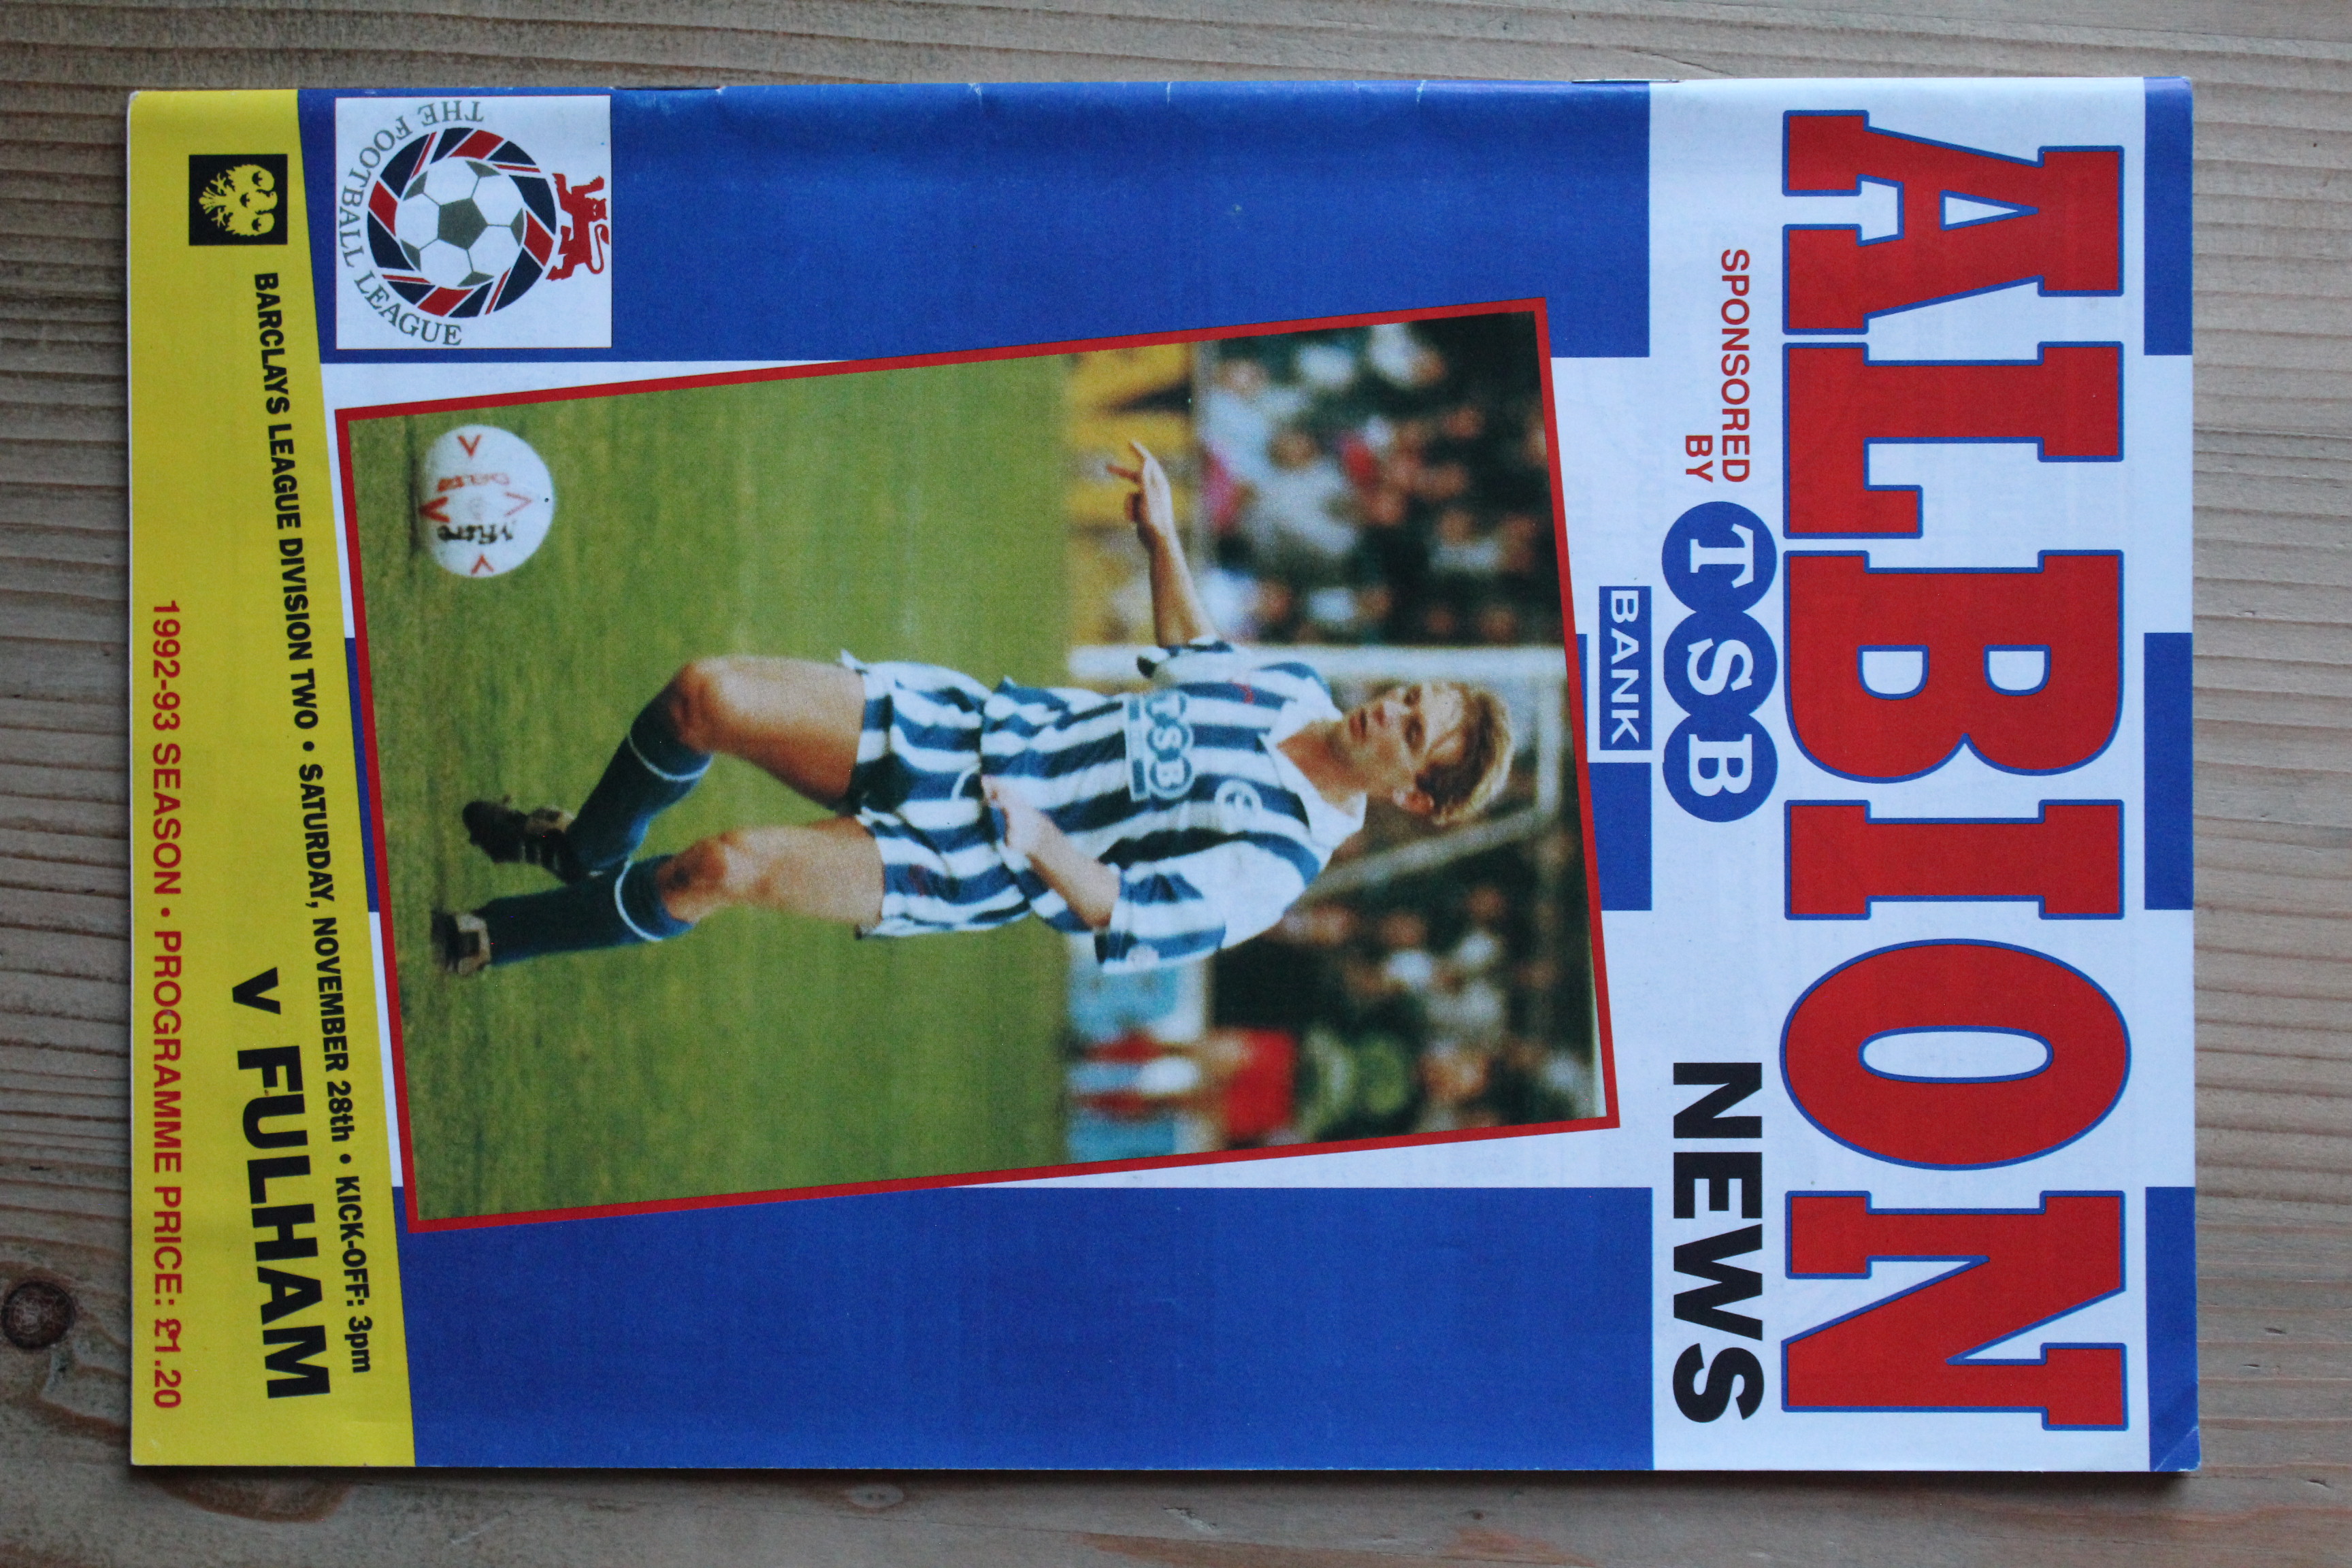 ALBION
SPONSORED
BY
TSB
BANK
NEWS
TSB
THE FOOTBALL LEAGUE
BARCLAYS LEAGUE DIVISION TWO • SATURDAY, NOVEMBER 28th • KICK-OFF: 3pm
v FULHAM
1992-93 SEASON • PROGRAMME PRICE: £1.20